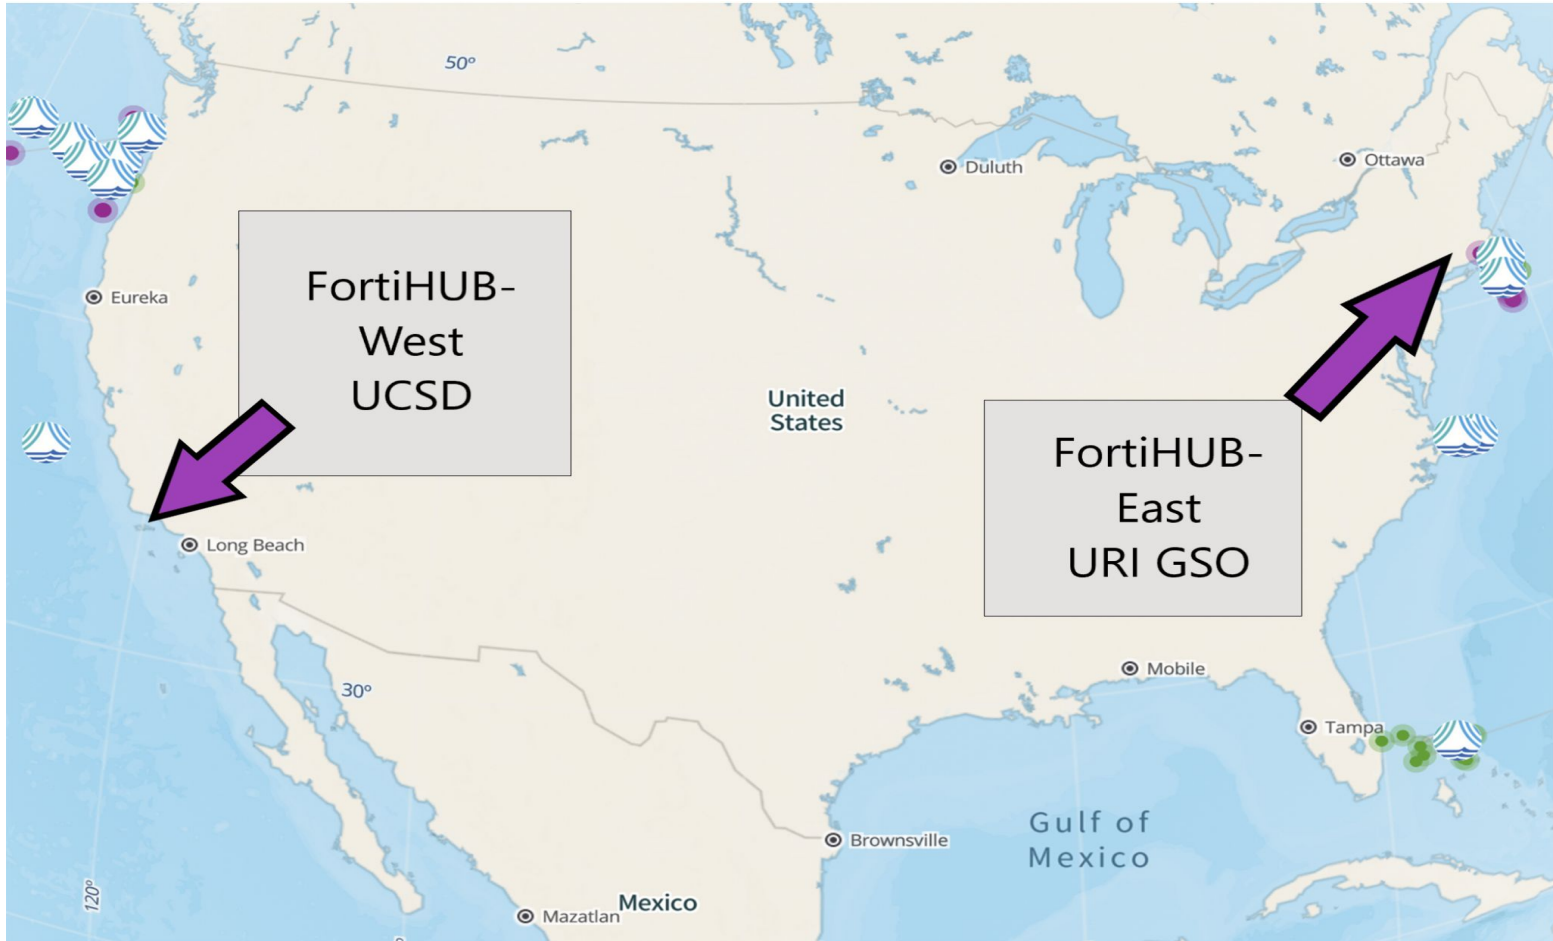 50°
Ottawa
Duluth
FortiHUB-
West
UCSD
Eureka
United
States
FortiHUB-
East
URI GSO
Long Beach
Mobile
30°
Tampa
Gulf of
Mexico
Brownsville
120°
Mexico
Mazatlan